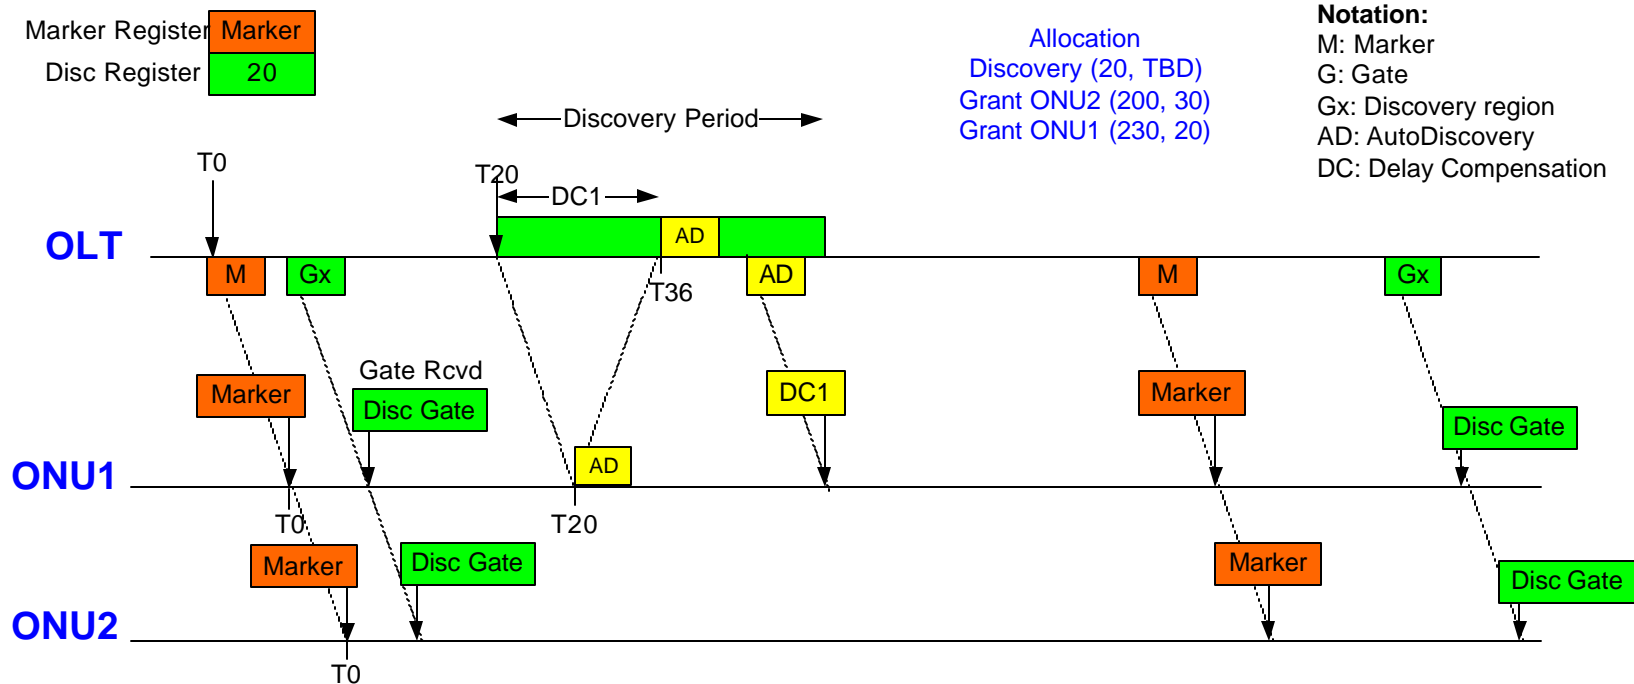 Marker Register Marker
Disc Register 20
Allocation
Discovery (20, TBD)
Grant ONU2 (200, 30)
Grant ONU1 (230, 20)
Notation:
M: Marker
G: Gate
Gx: Discovery region
AD: AutoDiscovery
DC: Delay Compensation
Discovery Period
T0
T20
DC1
OLT
AD
M
Gx
AD
M
Gx
T36
Gate Rcvd
Marker
Disc Gate
DC1
Marker
Disc Gate
AD
ONU1
T0
T20
Marker
Disc Gate
Marker
Disc Gate
ONU2
T0